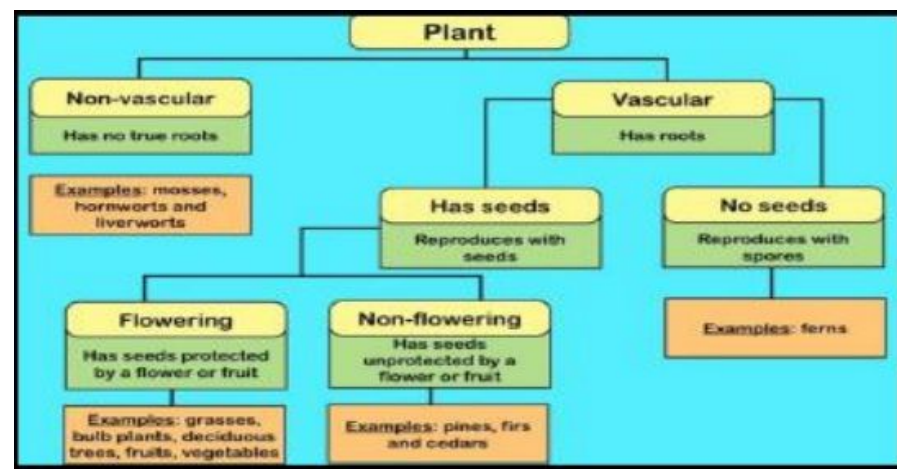 Plant
Non-vascular
Has no true roots
Examples: mosses,
hornworts and
liverworts
Vascular
Has roots
Has seeds
Reproduces with
seeds
No seeds
Reproduces with
spores
Examples: ferns
Flowering
Has seeds protected
by a flower or fruit
Examples: grasses,
bulb plants, deciduous
trees, fruits, vegetables
Non-flowering
Has seeds
unprotected by a
flower or fruit
Examples: pines, firs
and cedars